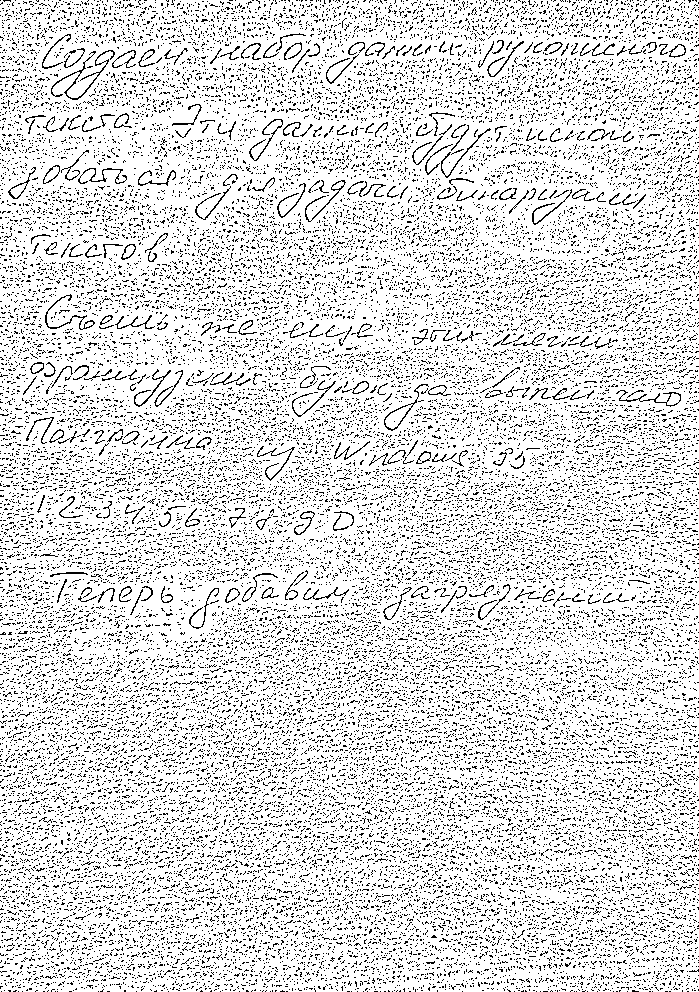 Создаем набор данных рукописного
текста. Эти данные будут исполь-
зоваться для задачи бинаризации
текстов.
Съешь же еще этих мягких
французских булок, да выпей чаю
Панграмма из Windows 95
1 2 3 4 5 6 7 8 9 0
Теперь добавим загрязнений